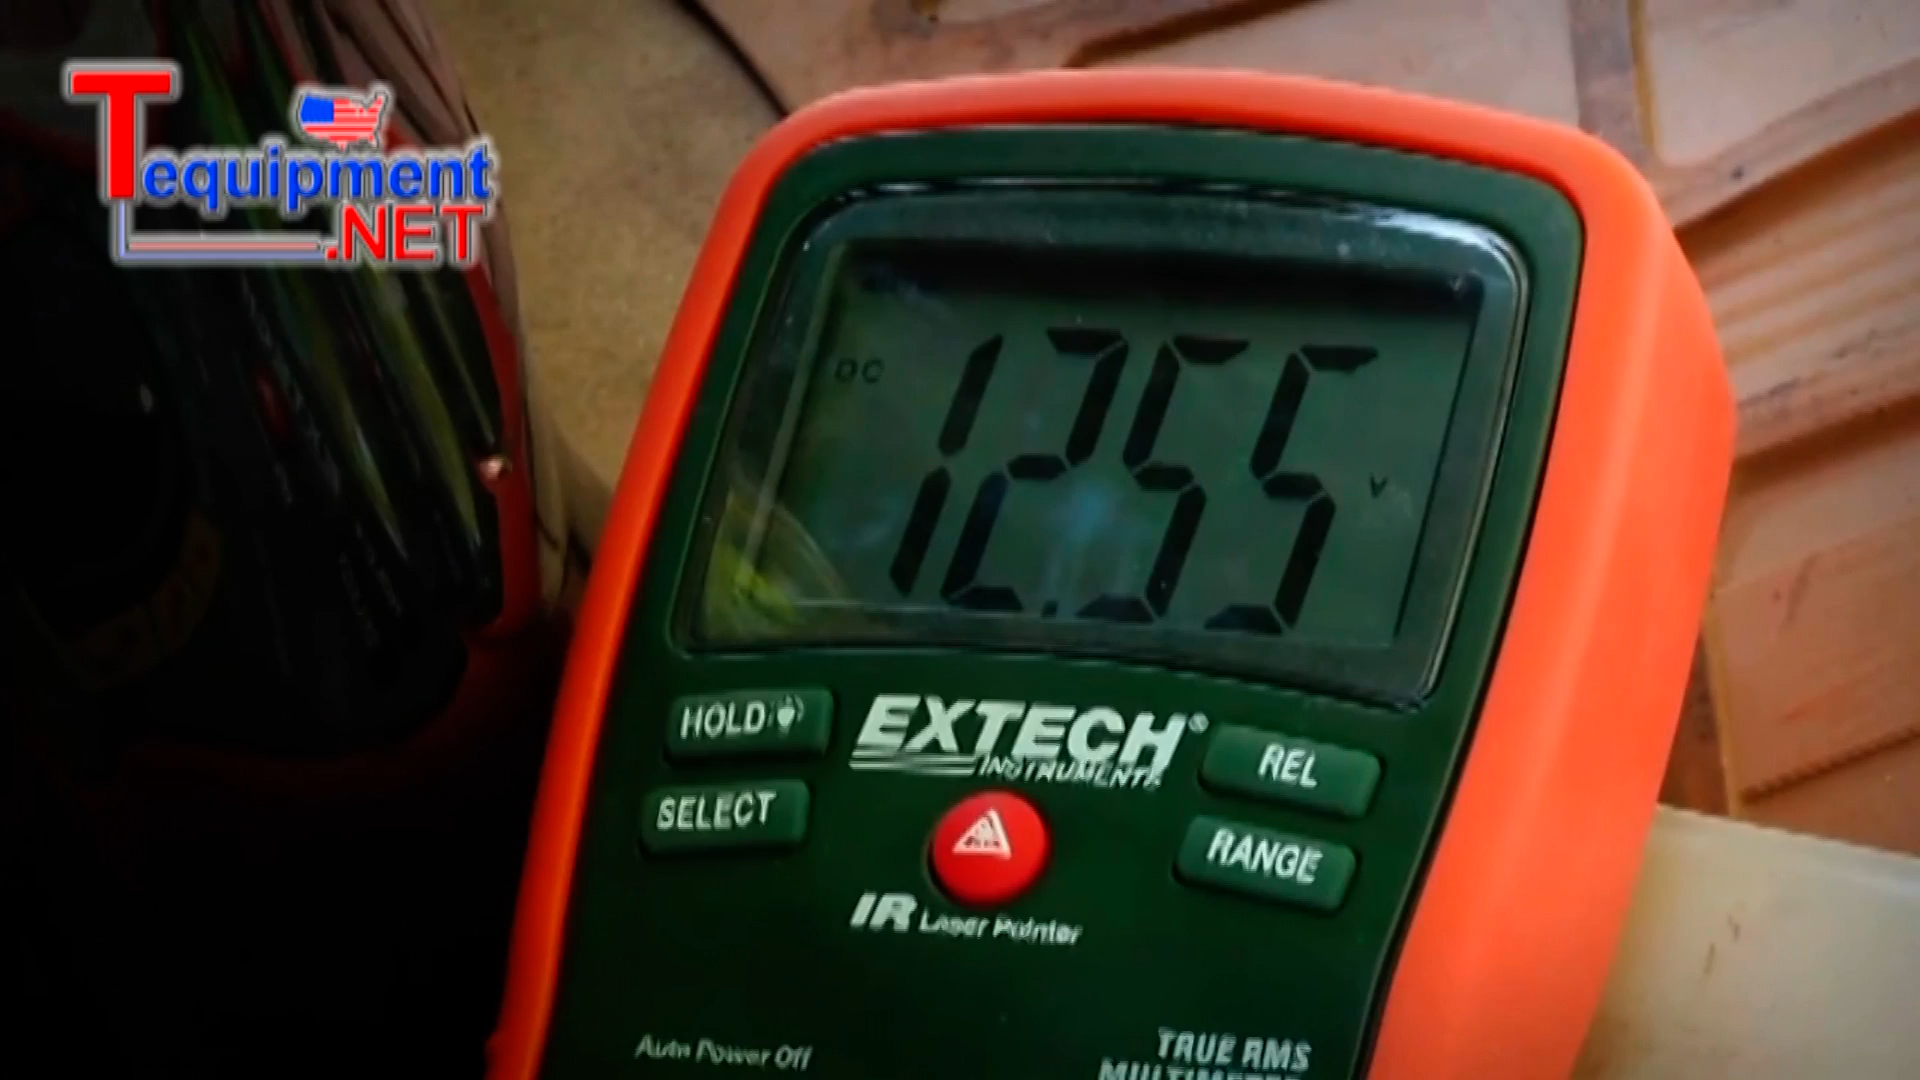 Tequipment
.NET
DC 12.55 V
HOLD
EXTECH®
INSTRUMENTS
REL
SELECT
RANGE
IR Laser Pointer
Auto Power Off
TRUE RMS
MULTIMETER